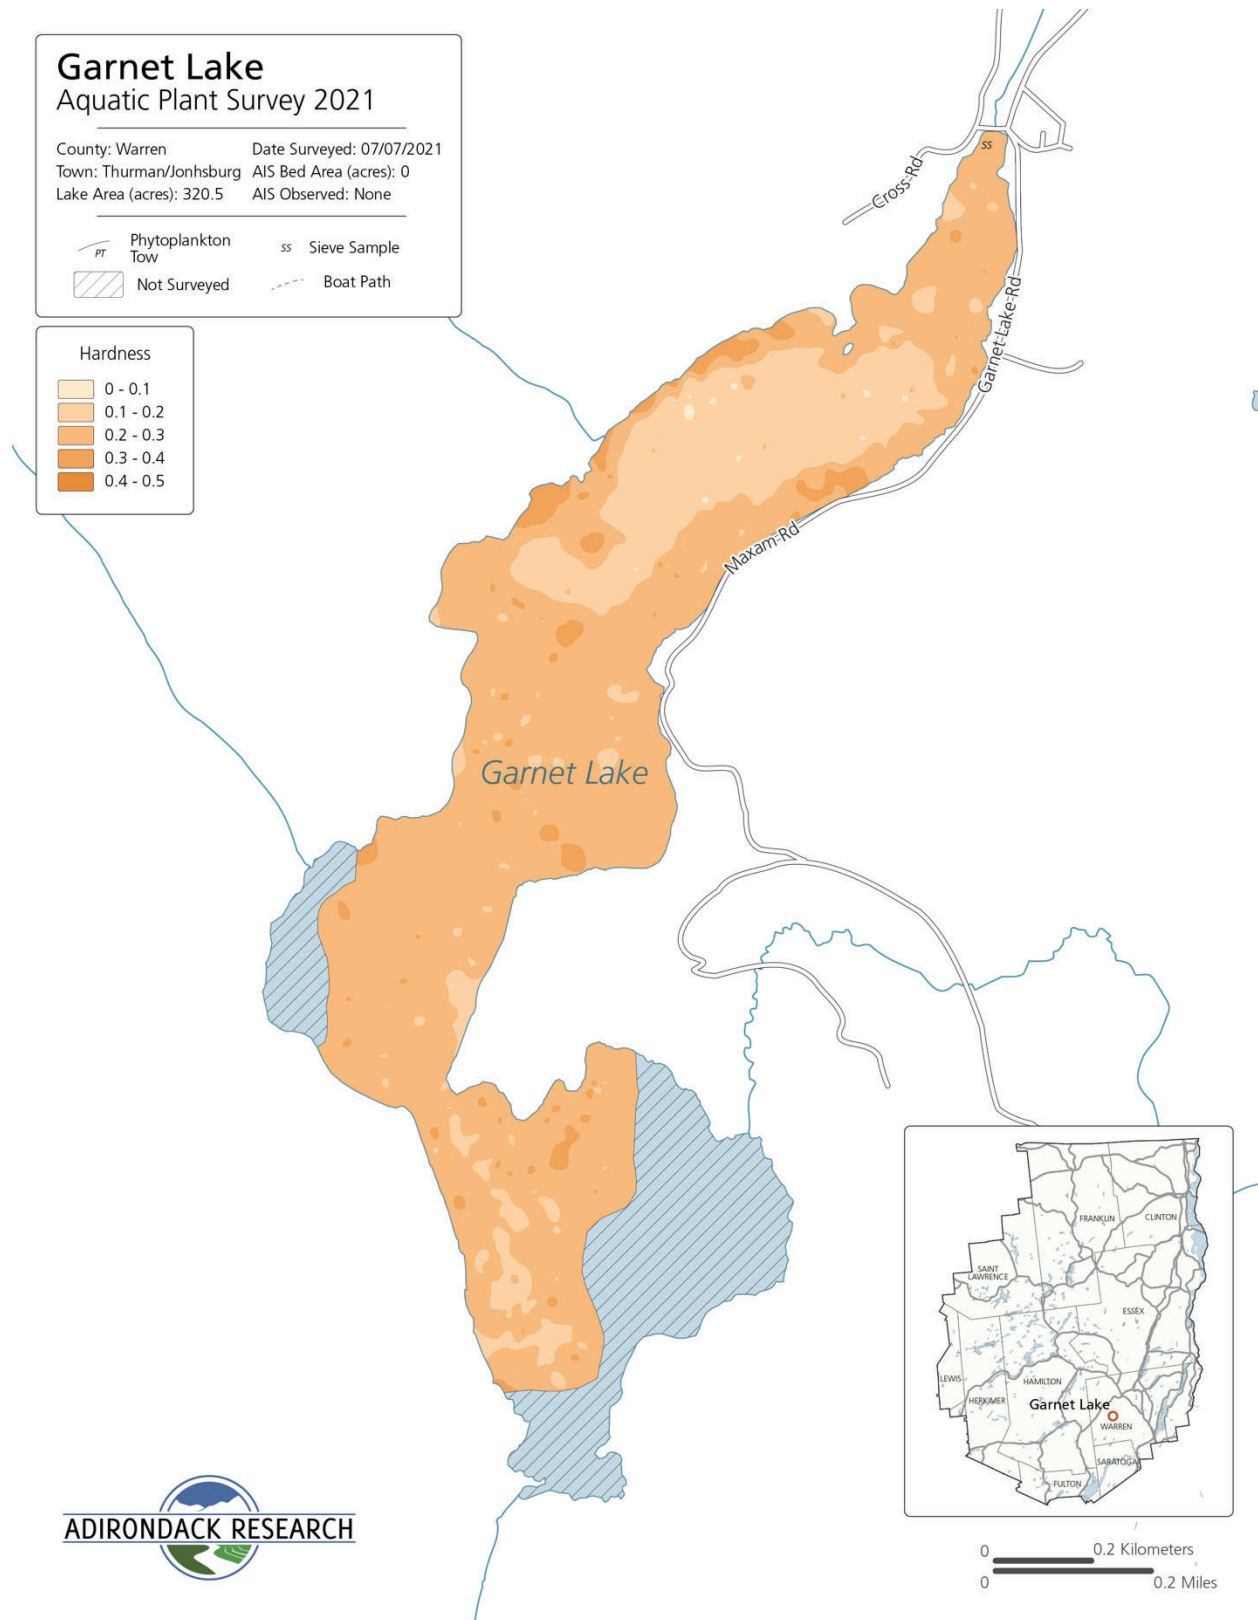 Garnet Lake
Aquatic Plant Survey 2021
County: Warren
Date Surveyed: 07/07/2021
Town: Thurman/Jonhsburg
AIS Bed Area (acres): 0
Lake Area (acres): 320.5
AIS Observed: None
PT
Phytoplankton
Tow
SS
Sieve Sample
Not Surveyed
Boat Path
Hardness
0 - 0.1
0.1 - 0.2
0.2 - 0.3
0.3 - 0.4
0.4 - 0.5
SS
Cross-Rd
Garnet-Lake-Rd
Maxam-Rd
Garnet Lake
FRANKLIN
CLINTON
SAINT
LAWRENCE
ESSEX
LEWIS
HAMILTON
HERKIMER
Garnet Lake
WARREN
SARATOGA
FULTON
ADIRONDACK RESEARCH
0
0.2 Kilometers
0
0.2 Miles